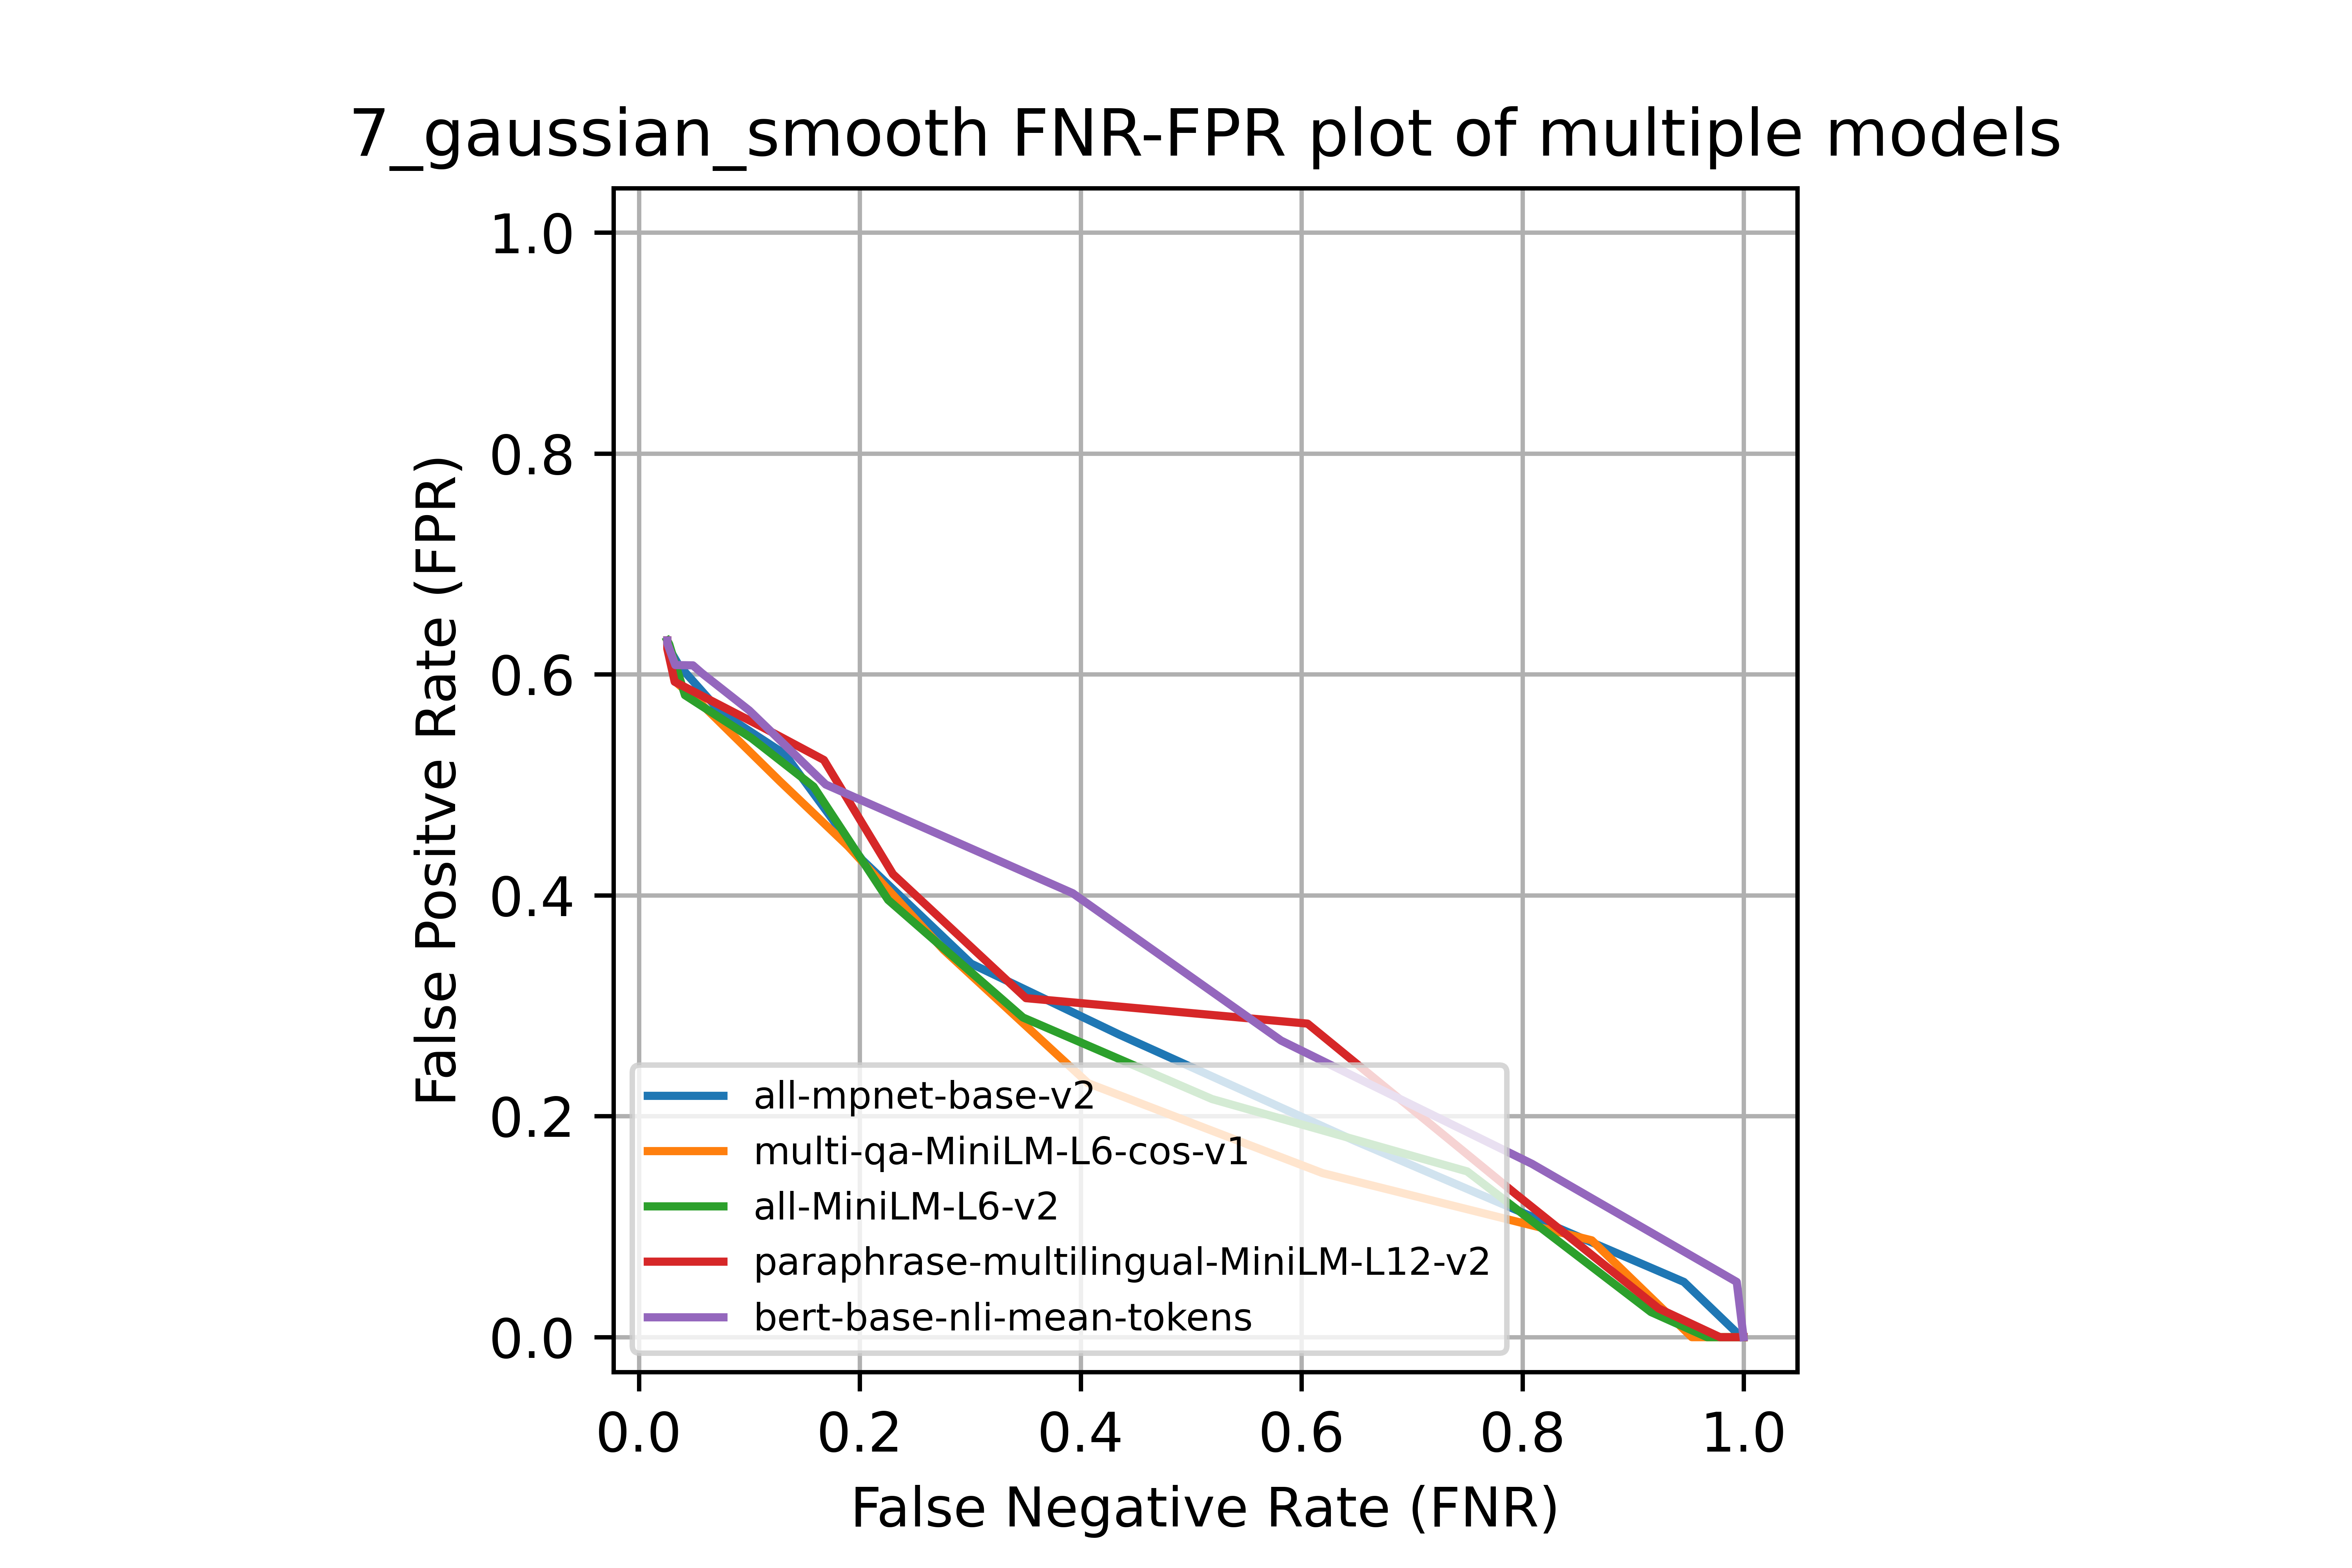 7_gaussian_smooth FNR-FPR plot of multiple models
1.0
0.8
0.6
0.4
0.2
0.0
False Positve Rate (FPR)
all-mpnet-base-v2
multi-qa-MiniLM-L6-cos-v1
all-MiniLM-L6-v2
paraphrase-multilingual-MiniLM-L12-v2
bert-base-nli-mean-tokens
0.0 0.2 0.4 0.6 0.8 1.0
False Negative Rate (FNR)